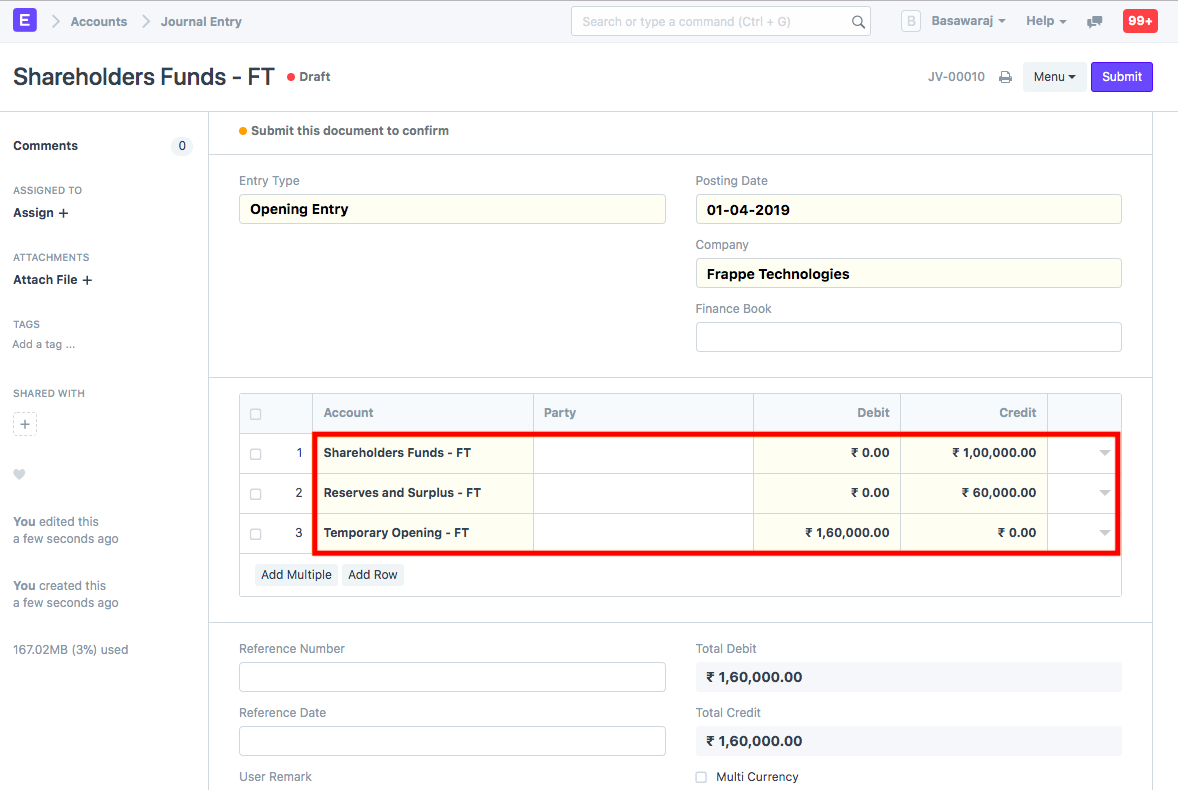 E Accounts Journal Entry Search or type a command (Ctrl + G) B Basawaraj Help 99+
Shareholders Funds - FT Draft JV-00010 Menu Submit
Comments 0
ASSIGNED TO
Assign +
ATTACHMENTS
Attach File +
TAGS
Add a tag ...
SHARED WITH
+
You edited this
a few seconds ago
You created this
a few seconds ago
167.02MB (3%) used
Submit this document to confirm
Entry Type
Opening Entry
Posting Date
01-04-2019
Company
Frappe Technologies
Finance Book
Account Party Debit Credit
1 Shareholders Funds - FT ₹ 0.00 ₹ 1,00,000.00
2 Reserves and Surplus - FT ₹ 0.00 ₹ 60,000.00
3 Temporary Opening - FT ₹ 1,60,000.00 ₹ 0.00
Add Multiple Add Row
Reference Number
Reference Date
User Remark
Total Debit
₹ 1,60,000.00
Total Credit
₹ 1,60,000.00
Multi Currency